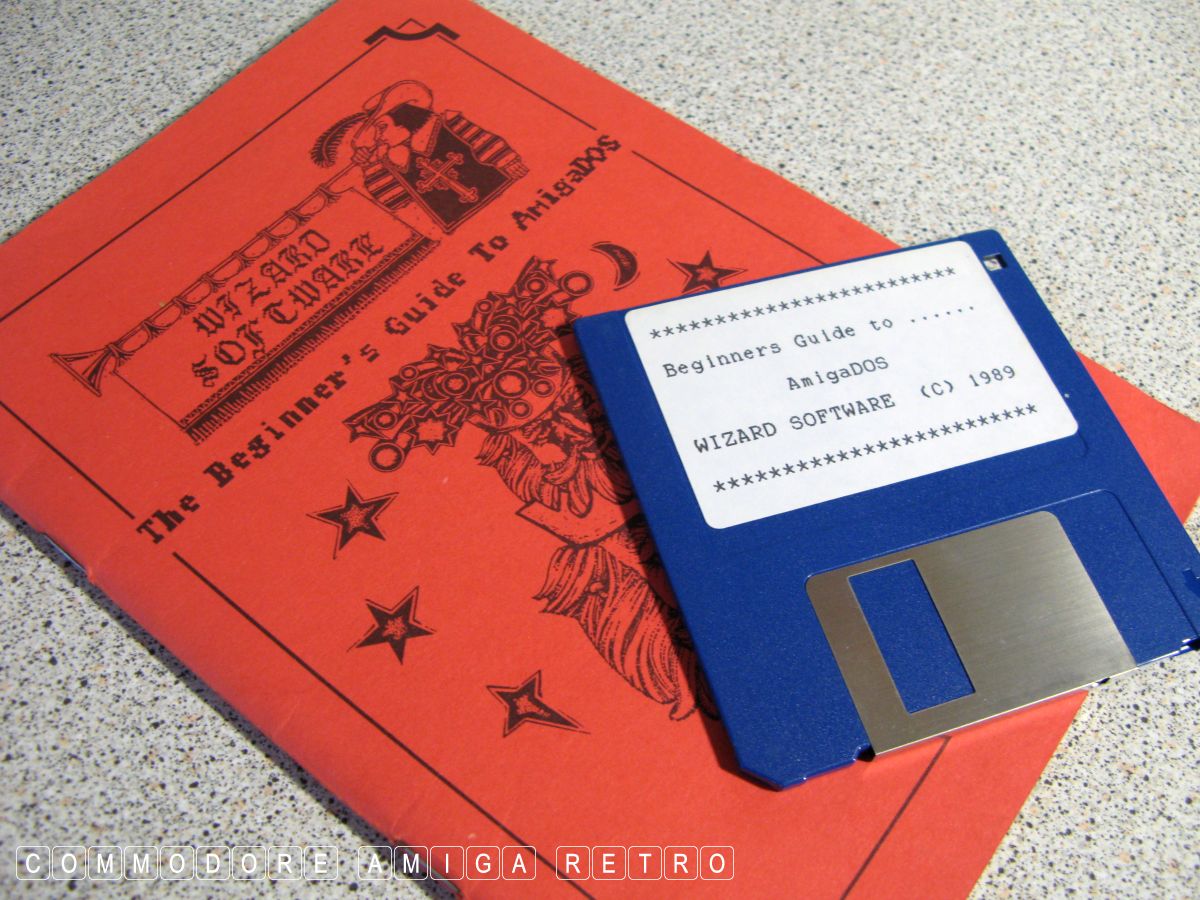 WIZARD
SOFTWARE
The Beginner's Guide To AmigaDOS
*************************
Beginners Guide to ......
AmigaDOS
WIZARD SOFTWARE  (C) 1989
*************************
COMMODORE AMIGA RETRO